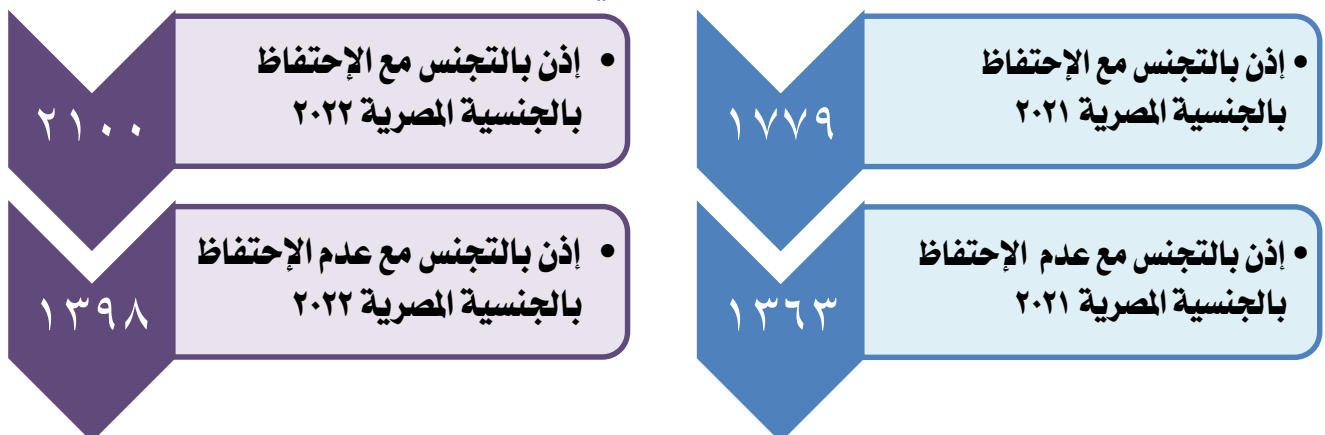 • إذن بالتجنس مع الإحتفاظ
بالجنسية المصرية ٢٠٢١
١٧٧٩
• إذن بالتجنس مع عدم الإحتفاظ
بالجنسية المصرية ٢٠٢١
١٣٦٣
• إذن بالتجنس مع الإحتفاظ
بالجنسية المصرية ٢٠٢٢
٢١٠٠
• إذن بالتجنس مع عدم الإحتفاظ
بالجنسية المصرية ٢٠٢٢
١٣٩٨